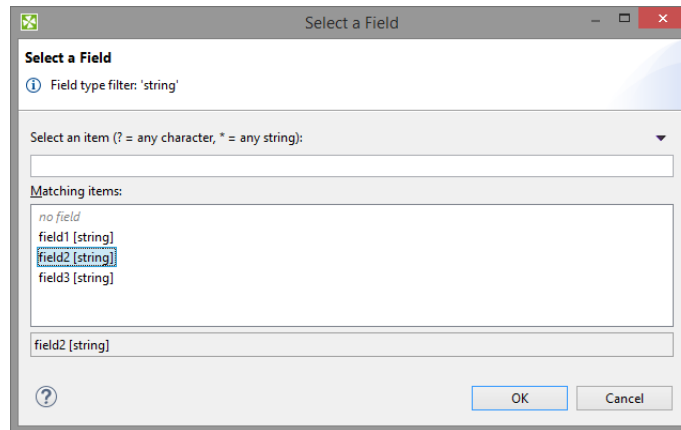 Select a Field
Select a Field
Field type filter: 'string'
Select an item (? = any character, * = any string):
Matching items:
no field
field1 [string]
field2 [string]
field3 [string]
field2 [string]
OK Cancel